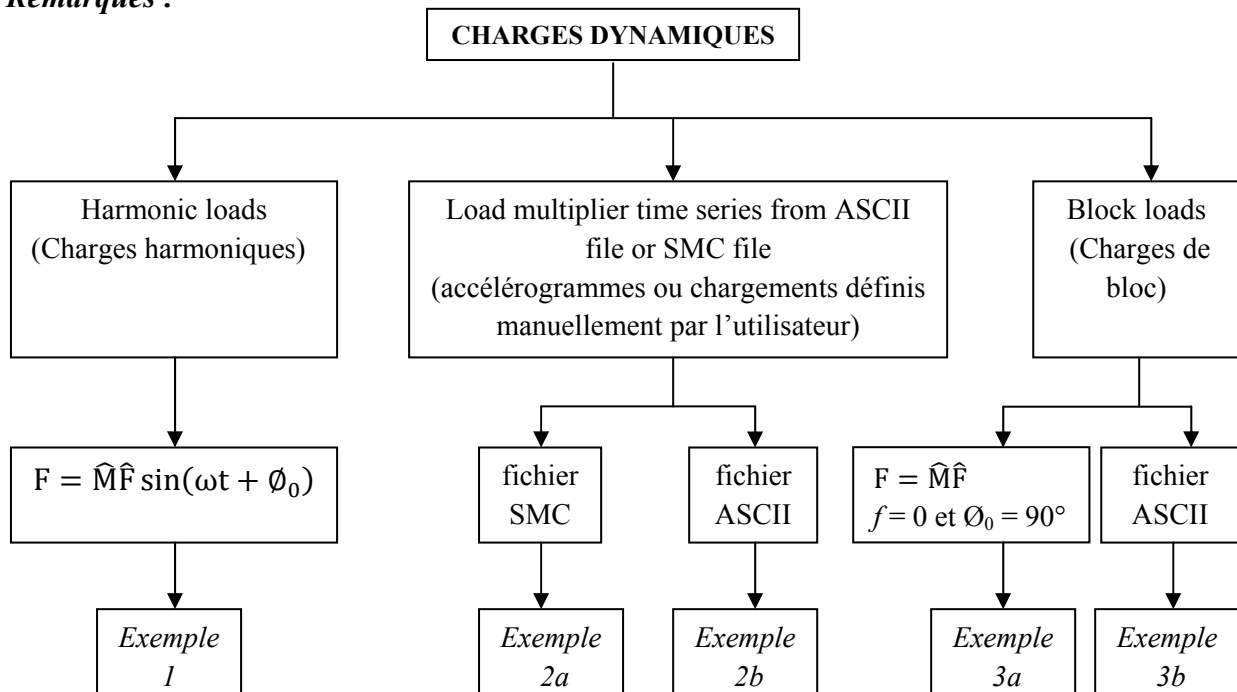 Remarques :
CHARGES DYNAMIQUES
Harmonic loads
(Charges harmoniques)
Load multiplier time series from ASCII
file or SMC file
(accélérogrammes ou chargements définis
manuellement par l’utilisateur)
Block loads
(Charges de
bloc)
F = M̂F̂ sin(ωt + Ø₀)
fichier
SMC
fichier
ASCII
F = M̂F̂
f = 0 et Ø₀ = 90°
fichier
ASCII
Exemple
1
Exemple
2a
Exemple
2b
Exemple
3a
Exemple
3b